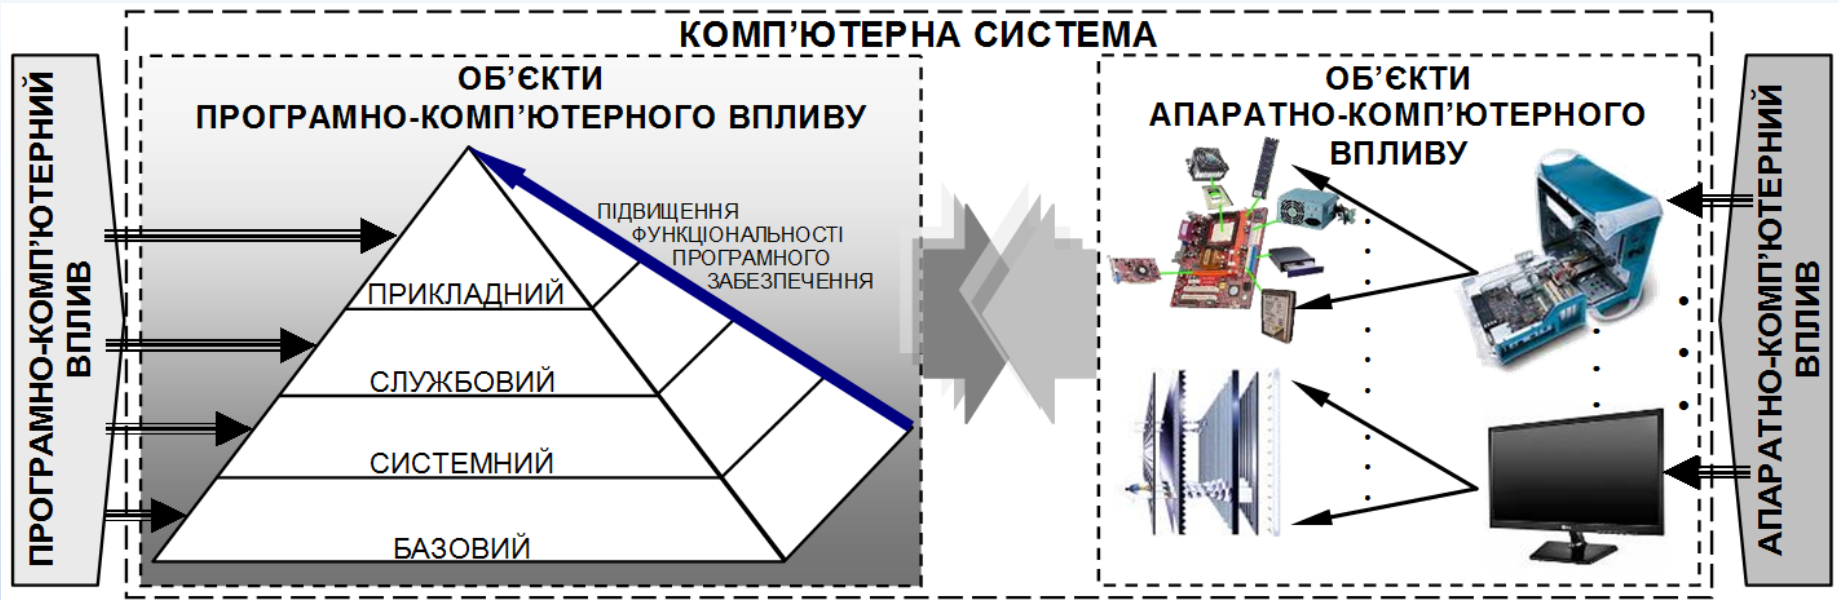 КОМП’ЮТЕРНА СИСТЕМА
ПРОГРАМНО-КОМП’ЮТЕРНИЙ
ВПЛИВ
ОБ’ЄКТИ
ПРОГРАМНО-КОМП’ЮТЕРНОГО ВПЛИВУ
ПІДВИЩЕННЯ
ФУНКЦІОНАЛЬНОСТІ
ПРОГРАМНОГО
ЗАБЕЗПЕЧЕННЯ
ПРИКЛАДНИЙ
СЛУЖБОВИЙ
СИСТЕМНИЙ
БАЗОВИЙ
ОБ’ЄКТИ
АПАРАТНО-КОМП’ЮТЕРНОГО
ВПЛИВУ
АПАРАТНО-КОМП’ЮТЕРНИЙ
ВПЛИВ